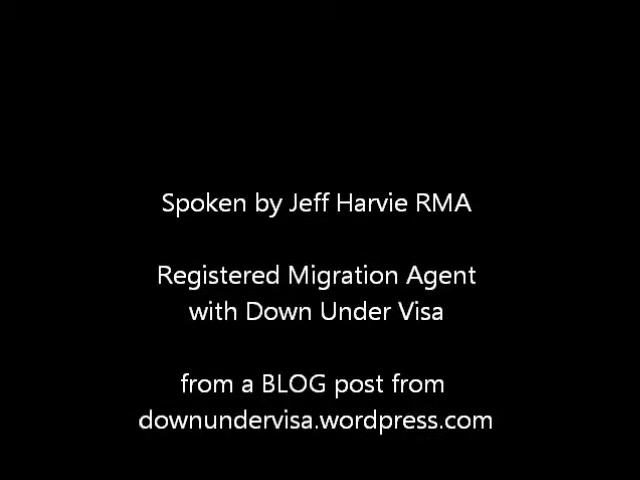 Spoken by Jeff Harvie RMA
Registered Migration Agent
with Down Under Visa
from a BLOG post from
downundervisa.wordpress.com